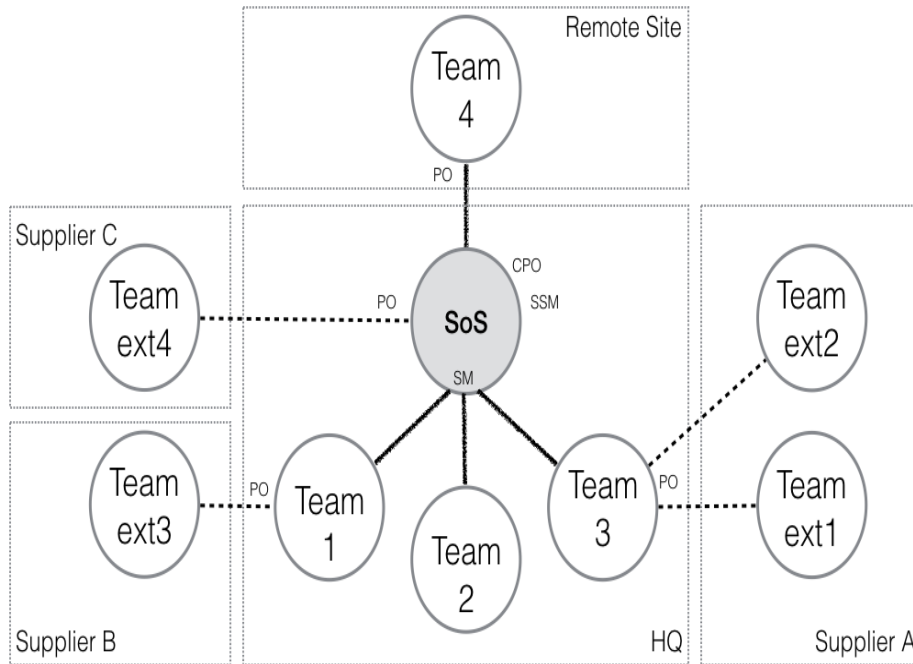 Remote Site
Team
4
PO
Supplier C
Team
ext4
PO
CPO
SSM
SoS
SM
Team
ext2
Team
ext3
PO
Team
1
Team
2
Team
3
PO
Team
ext1
Supplier B
HQ
Supplier A